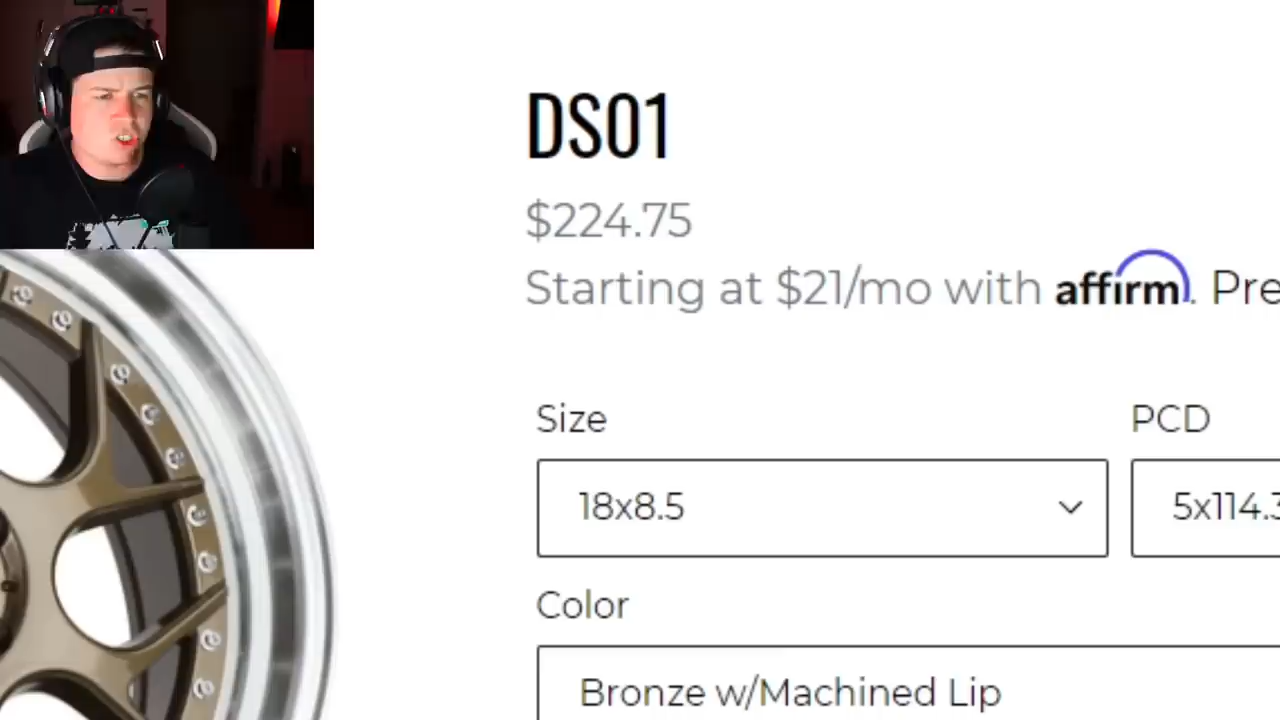 DS01
$224.75
Starting at $21/mo with affirm. Pre
Size
PCD
18x8.5
5x114.3
Color
Bronze w/Machined Lip